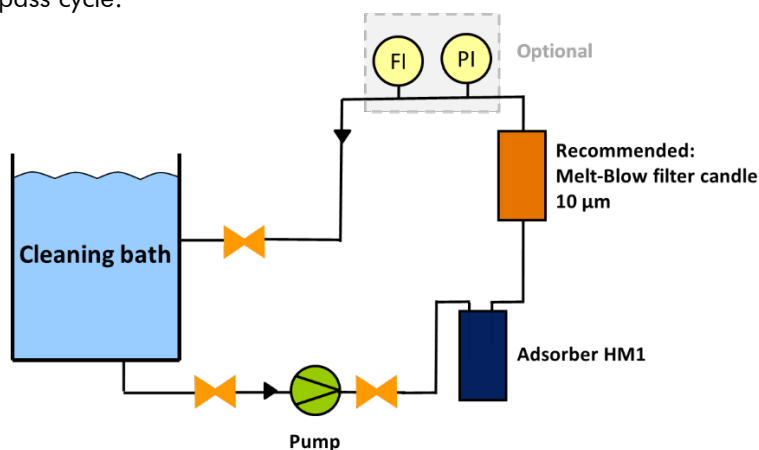 pass cycle.
FI
PI
Optional
Recommended:
Melt-Blow filter candle
10 µm
Cleaning bath
Adsorber HM1
Pump